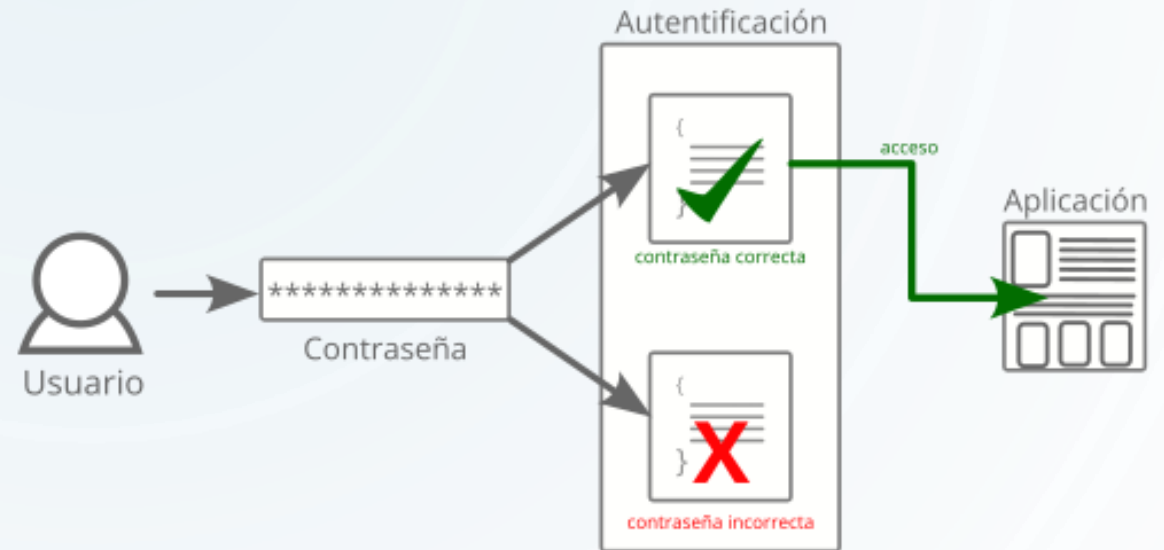 Autentificación
{
}
contraseña correcta
acceso
Aplicación
**************
Contraseña
Usuario
{
}
X
contraseña incorrecta